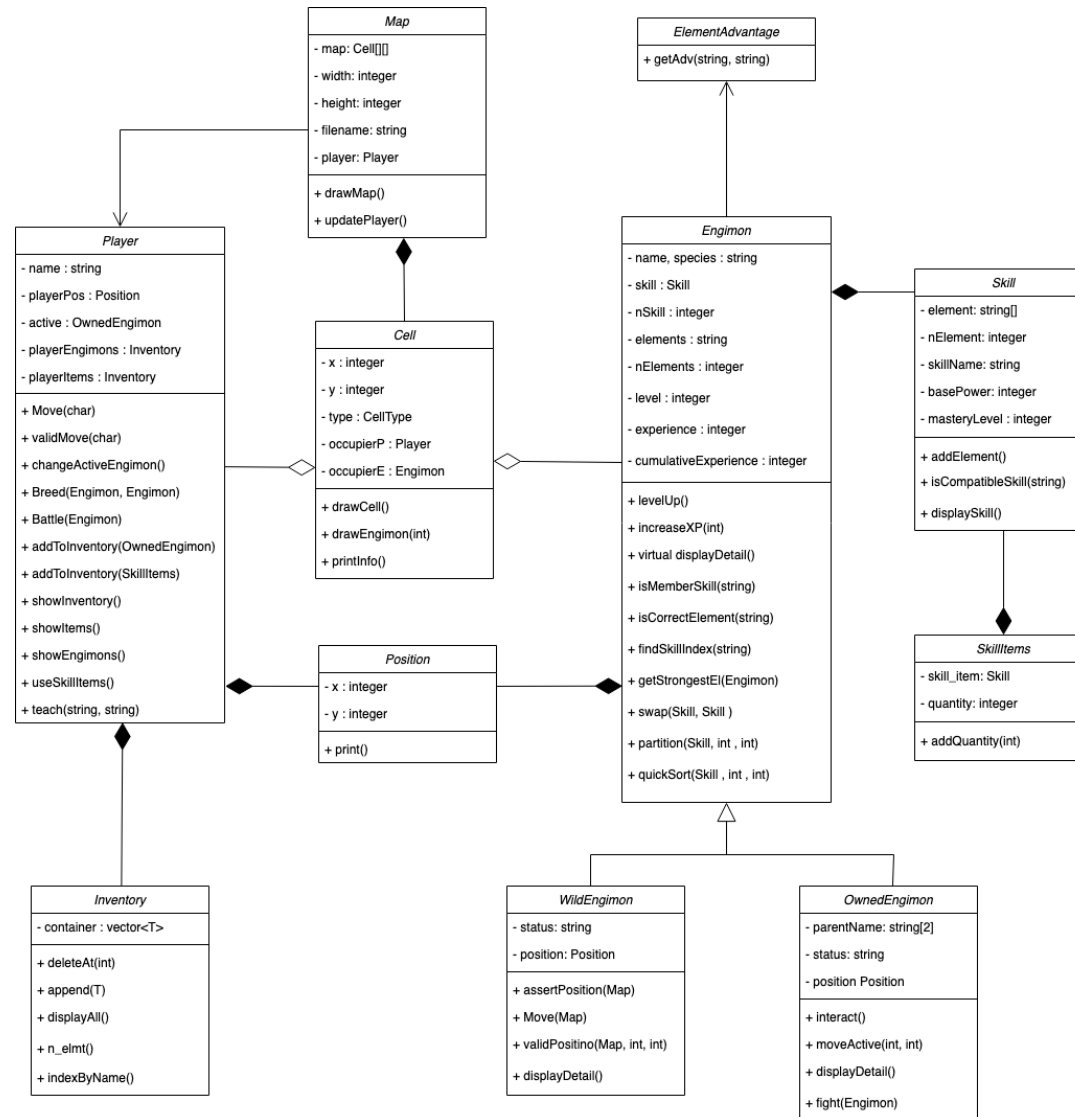 Map
- map: Cell[][]
- width: integer
- height: integer
- filename: string
- player: Player
+ drawMap()
+ updatePlayer()
ElementAdvantage
+ getAdv(string, string)
Player
- name : string
- playerPos : Position
- active : OwnedEngimon
- playerEngimons : Inventory
- playerItems : Inventory
+ Move(char)
+ validMove(char)
+ changeActiveEngimon()
+ Breed(Engimon, Engimon)
+ Battle(Engimon)
+ addToInventory(OwnedEngimon)
+ addToInventory(SkillItems)
+ showInventory()
+ showItems()
+ showEngimons()
+ useSkillItems()
+ teach(string, string)
Cell
- x : integer
- y : integer
- type : CellType
- occupierP : Player
- occupierE : Engimon
+ drawCell()
+ drawEngimon(int)
+ printInfo()
Engimon
- name, species : string
- skill : Skill
- nSkill : integer
- elements : string
- nElements : integer
- level : integer
- experience : integer
- cumulativeExperience : integer
+ levelUp()
+ increaseXP(int)
+ virtual displayDetail()
+ isMemberSkill(string)
+ isCorrectElement(string)
+ findSkillIndex(string)
+ getStrongestEl(Engimon)
+ swap(Skill, Skill )
+ partition(Skill, int , int)
+ quickSort(Skill , int , int)
Skill
- element: string[]
- nElement: integer
- skillName: string
- basePower: integer
- masteryLevel : integer
+ addElement()
+ isCompatibleSkill(string)
+ displaySkill()
Position
- x : integer
- y : integer
+ print()
SkillItems
- skill_item: Skill
- quantity: integer
+ addQuantity(int)
Inventory
- container : vector<T>
+ deleteAt(int)
+ append(T)
+ displayAll()
+ n_elmt()
+ indexByName()
WildEngimon
- status: string
- position: Position
+ assertPosition(Map)
+ Move(Map)
+ validPositino(Map, int, int)
+ displayDetail()
OwnedEngimon
- parentName: string[2]
- status: string
- position Position
+ interact()
+ moveActive(int, int)
+ displayDetail()
+ fight(Engimon)